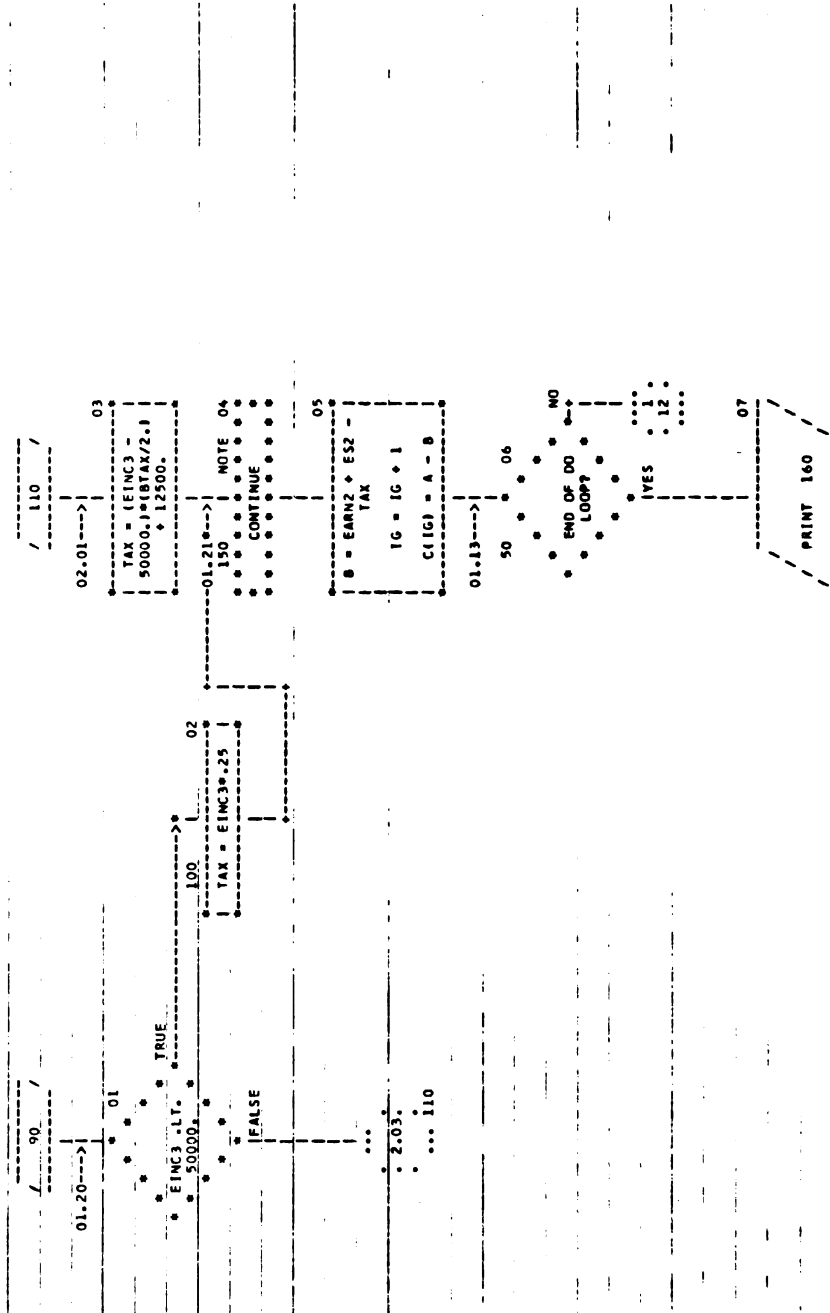 90
01.20--->
01
EINC3 .LT.
50000.
TRUE
FALSE
2.03.
110
100
02
TAX = EINC3*.25
110
02.01--->
03
TAX = (EINC3 -
50000.)*(BTAX/2.)
+ 12500.
01.21*--->
150
NOTE 04
CONTINUE
05
B = EARN2 + ES2 -
TAX
IG = IG + 1
C(IG) = A - B
01.13--->
50
06
END OF DO
LOOP?
NO
1
12
YES
07
PRINT 160